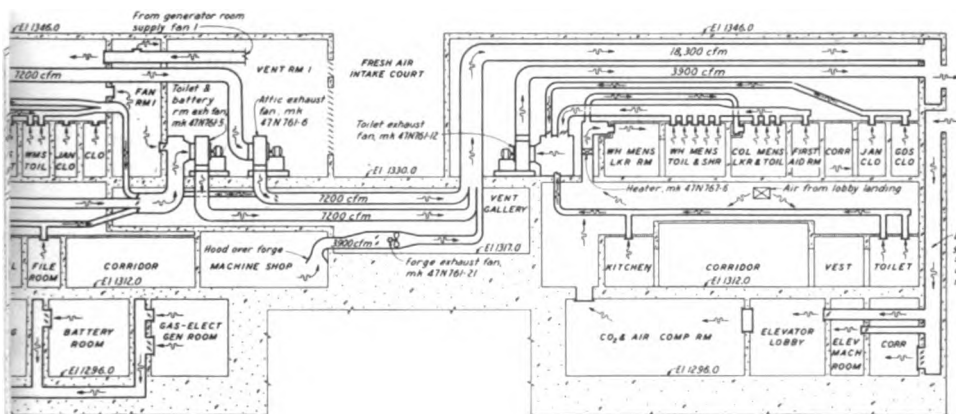 From generator room
supply fan 1
El 1346.0
El 1346.0
7200 cfm
FAN
RM 1
VENT RM 1
FRESH AIR
INTAKE COURT
18,300 cfm
3900 cfm
Toilet &
battery
rm exh fan,
mk 47N761-5
Attic exhaust
fan, mk
47N761-6
Toilet exhaust
fan, mk 47N761-12
WMS
TOIL
JAN
CLO
CLO
WH MENS
LKR RM
WH MENS
TOIL & SHR
COL MENS
LKR & TOIL
FIRST
AID RM
CORR
JAN
CLO
GDS
CLO
El 1330.0
Heater, mk 47N767-6
Air from lobby landing
7200 cfm
7200 cfm
VENT
GALLERY
Hood over forge
3900 cfm
El 1317.0
MACHINE SHOP
Forge exhaust fan,
mk 47N761-21
FILE
ROOM
CORRIDOR
El 1312.0
KITCHEN
CORRIDOR
El 1312.0
VEST
TOILET
BATTERY
ROOM
GAS-ELECT
GEN ROOM
CO2 & AIR COMP RM
ELEVATOR
LOBBY
ELEV
MACH
ROOM
CORR
El 1296.0
El 1296.0